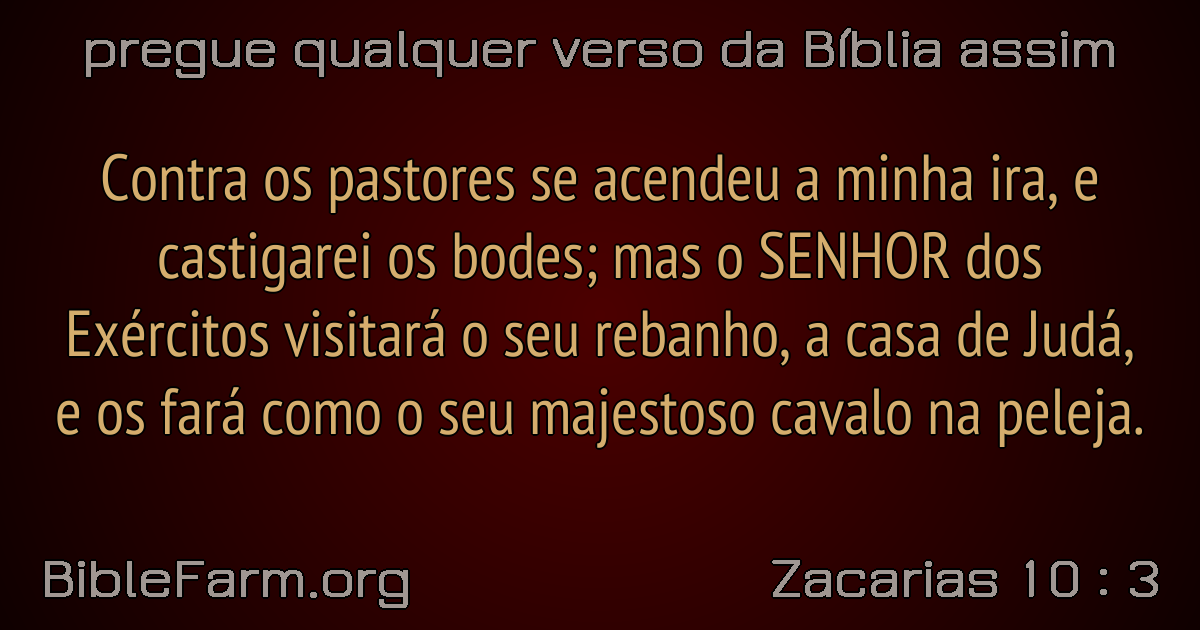 pregue qualquer verso da Bíblia assim
Contra os pastores se acendeu a minha ira, e
castigarei os bodes; mas o SENHOR dos
Exércitos visitará o seu rebanho, a casa de Judá,
e os fará como o seu majestoso cavalo na peleja.
BibleFarm.org
Zacarias 10 : 3